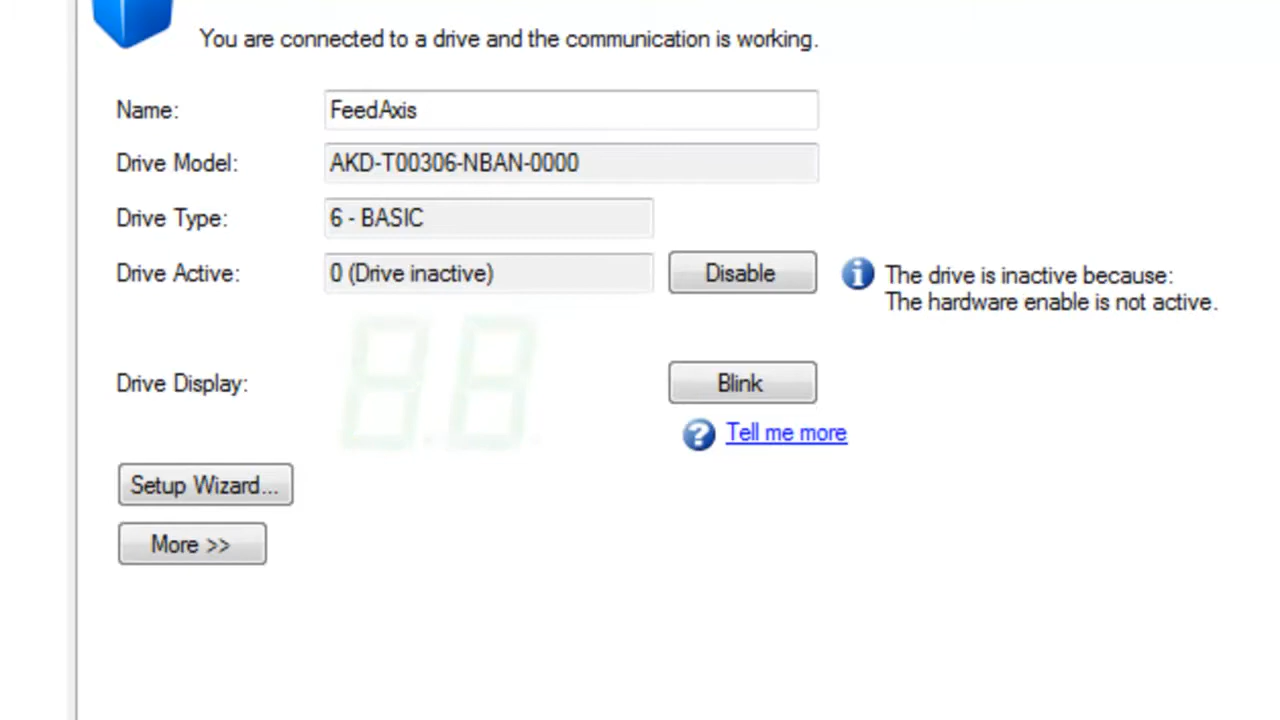 You are connected to a drive and the communication is working.
Name: FeedAxis
Drive Model: AKD-T00306-NBAN-0000
Drive Type: 6 - BASIC
Drive Active: 0 (Drive inactive) Disable The drive is inactive because:
The hardware enable is not active.
8.8.
Drive Display: Blink
Tell me more
Setup Wizard...
More >>